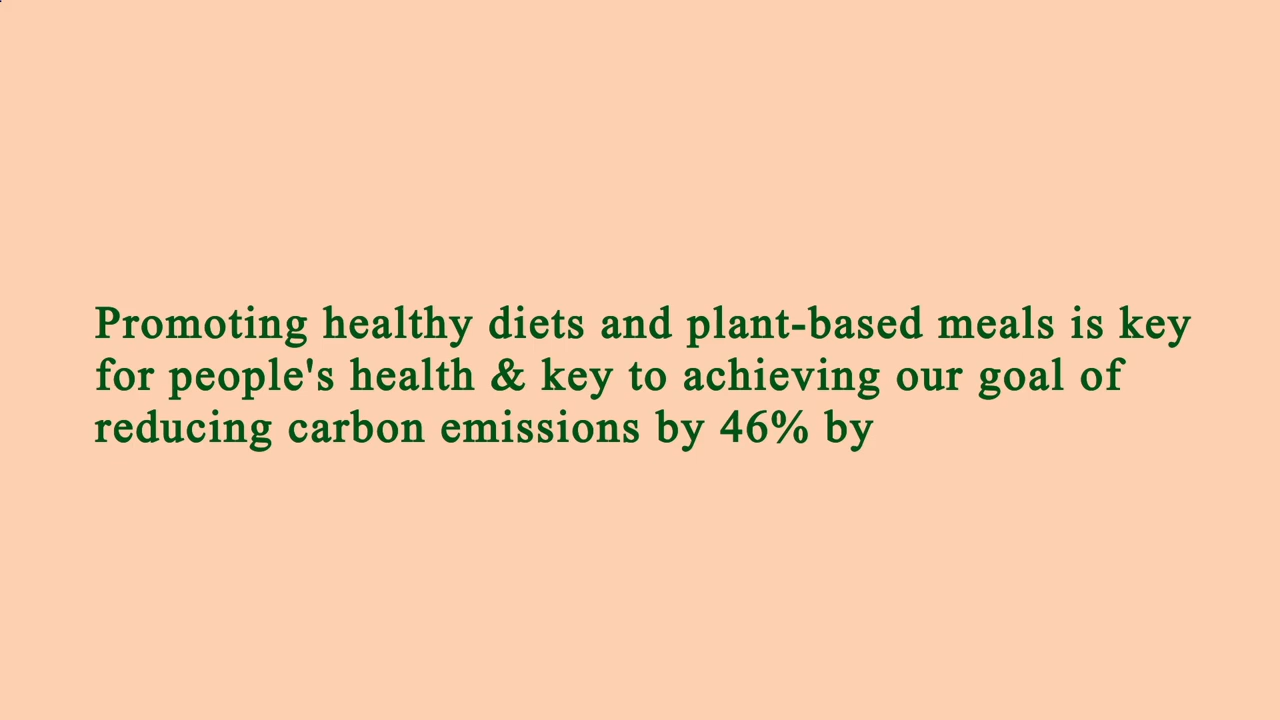 Promoting healthy diets and plant-based meals is key
for people's health & key to achieving our goal of
reducing carbon emissions by 46% by